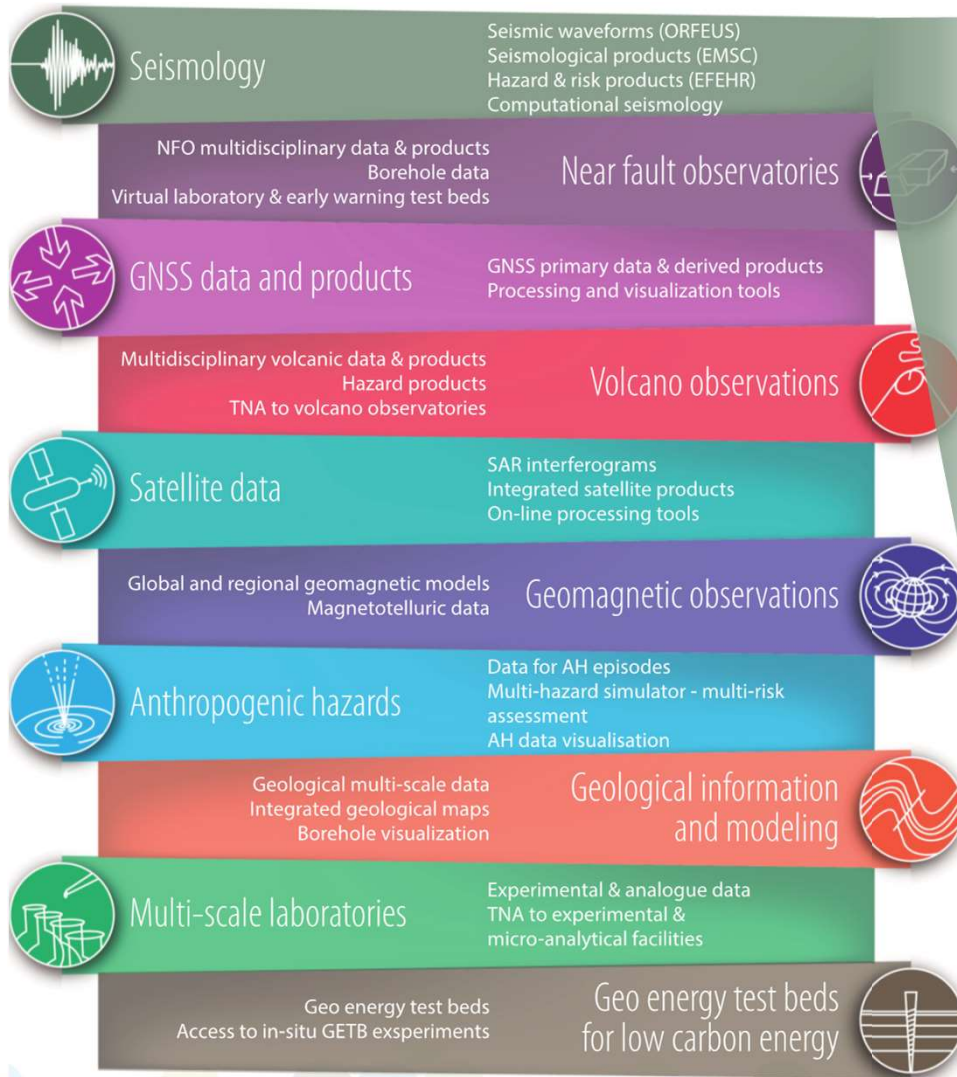 Seismology
Seismic waveforms (ORFEUS)
Seismological products (EMSC)
Hazard & risk products (EFEHR)
Computational seismology
NFO multidisciplinary data & products
Borehole data
Virtual laboratory & early warning test beds
Near fault observatories
GNSS data and products
GNSS primary data & derived products
Processing and visualization tools
Multidisciplinary volcanic data & products
Hazard products
TNA to volcano observatories
Volcano observations
Satellite data
SAR interferograms
Integrated satellite products
On-line processing tools
Global and regional geomagnetic models
Magnetotelluric data
Geomagnetic observations
Anthropogenic hazards
Data for AH episodes
Multi-hazard simulator - multi-risk
assessment
AH data visualisation
Geological multi-scale data
Integrated geological maps
Borehole visualization
Geological information
and modeling
Multi-scale laboratories
Experimental & analogue data
TNA to experimental &
micro-analytical facilities
Geo energy test beds
Access to in-situ GETB exsperiments
Geo energy test beds
for low carbon energy